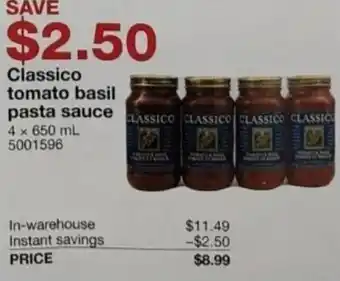 SAVE
$2.50
Classico
tomato basil
pasta sauce
4 × 650 mL
5001596
CLASSICO CLASSICO CLASSICO CLASSICO
In-warehouse $11.49
Instant savings –$2.50
PRICE $8.99